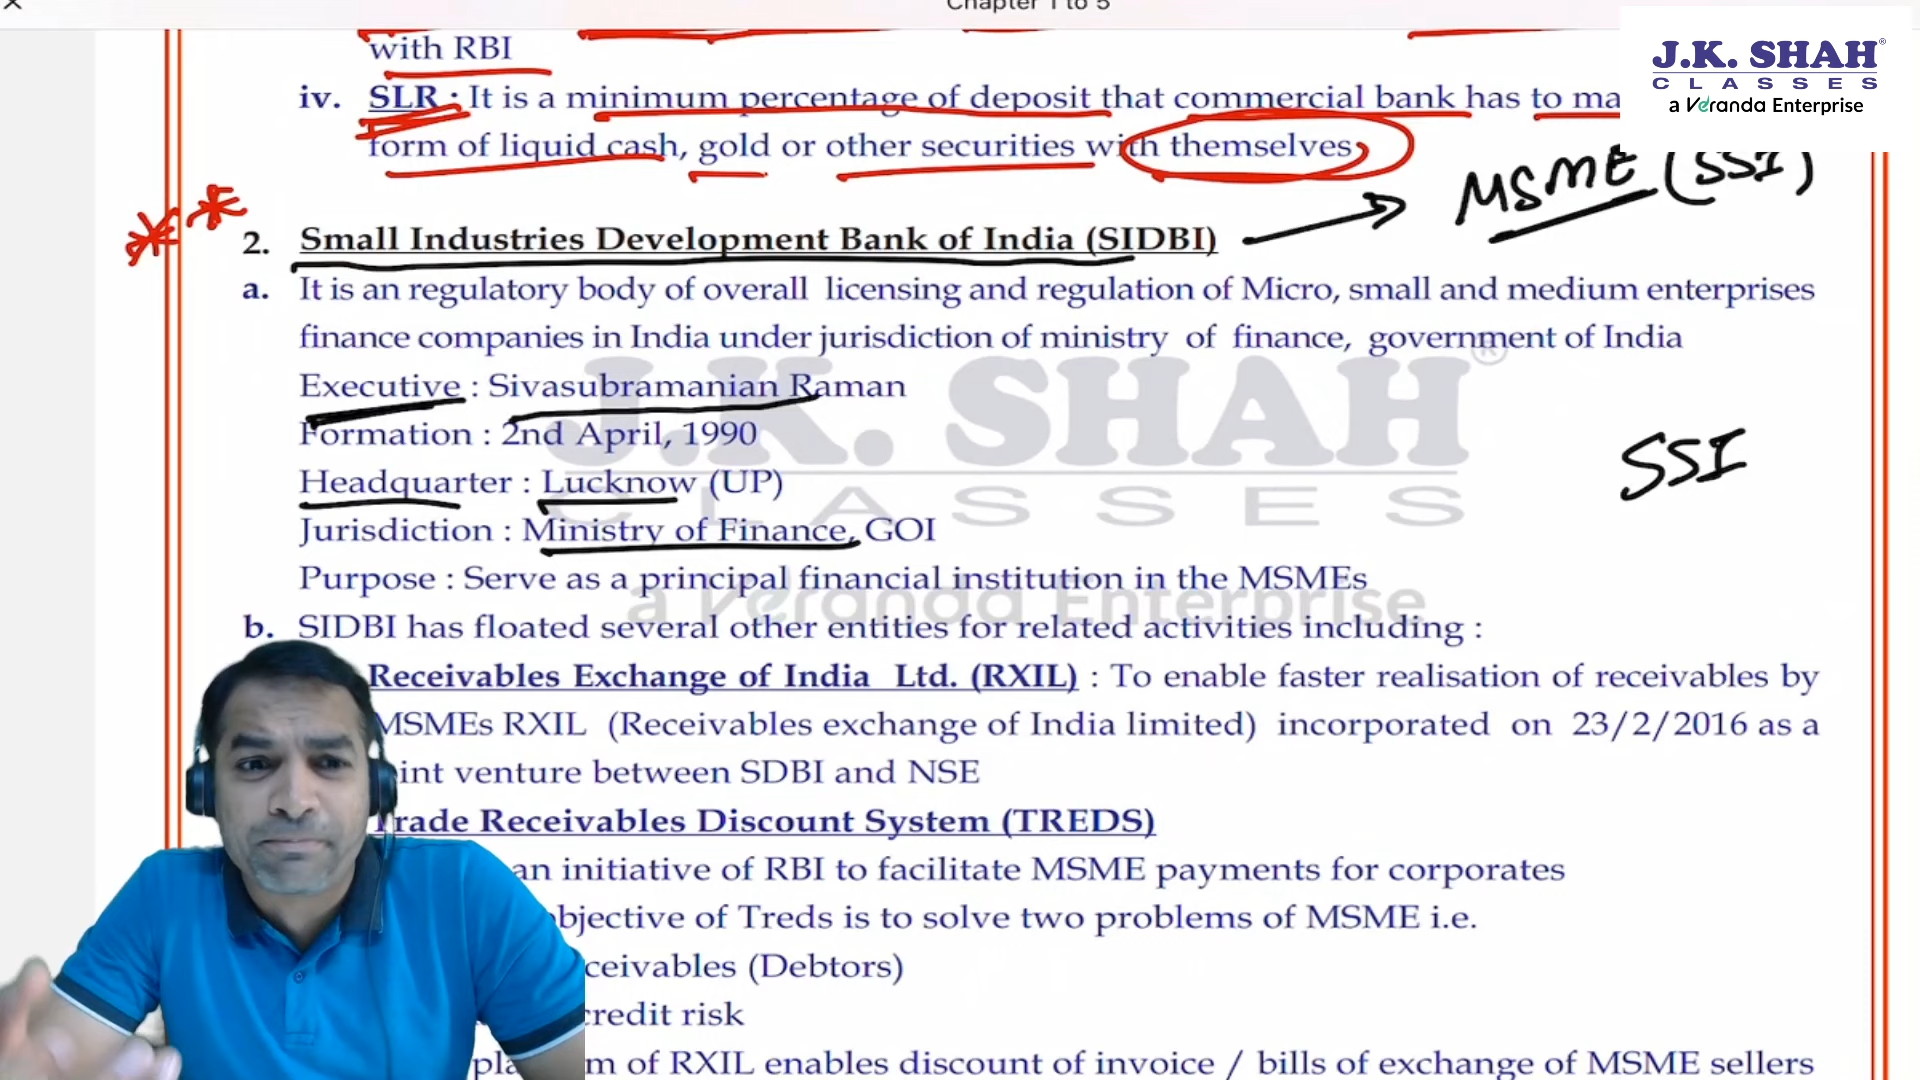 Chapter 1 to 5
J.K. SHAH®
CLASSES
a Veranda Enterprise
with RBI
iv. SLR : It is a minimum percentage of deposit that commercial bank has to
form of liquid cash, gold or other securities with themselves
MSME (SSI)
2. Small Industries Development Bank of India (SIDBI)
a. It is an regulatory body of overall licensing and regulation of Micro, small and medium enterprises
finance companies in India under jurisdiction of ministry of finance, government of India
Executive : Sivasubramanian Raman
Formation : 2nd April, 1990
SSI
Headquarter : Lucknow (UP)
Jurisdiction : Ministry of Finance, GOI
Purpose : Serve as a principal financial institution in the MSMEs
b. SIDBI has floated several other entities for related activities including :
Receivables Exchange of India Ltd. (RXIL) : To enable faster realisation of receivables by
MSMEs RXIL (Receivables exchange of India limited) incorporated on 23/2/2016 as a
venture between SDBI and NSE
Trade Receivables Discount System (TREDS)
an initiative of RBI to facilitate MSME payments for corporates
objective of Treds is to solve two problems of MSME i.e.
(Debtors)
credit risk
of RXIL enables discount of invoice / bills of exchange of MSME sellers
J.K. SHAH®
CLASSES
a Veranda Enterprise